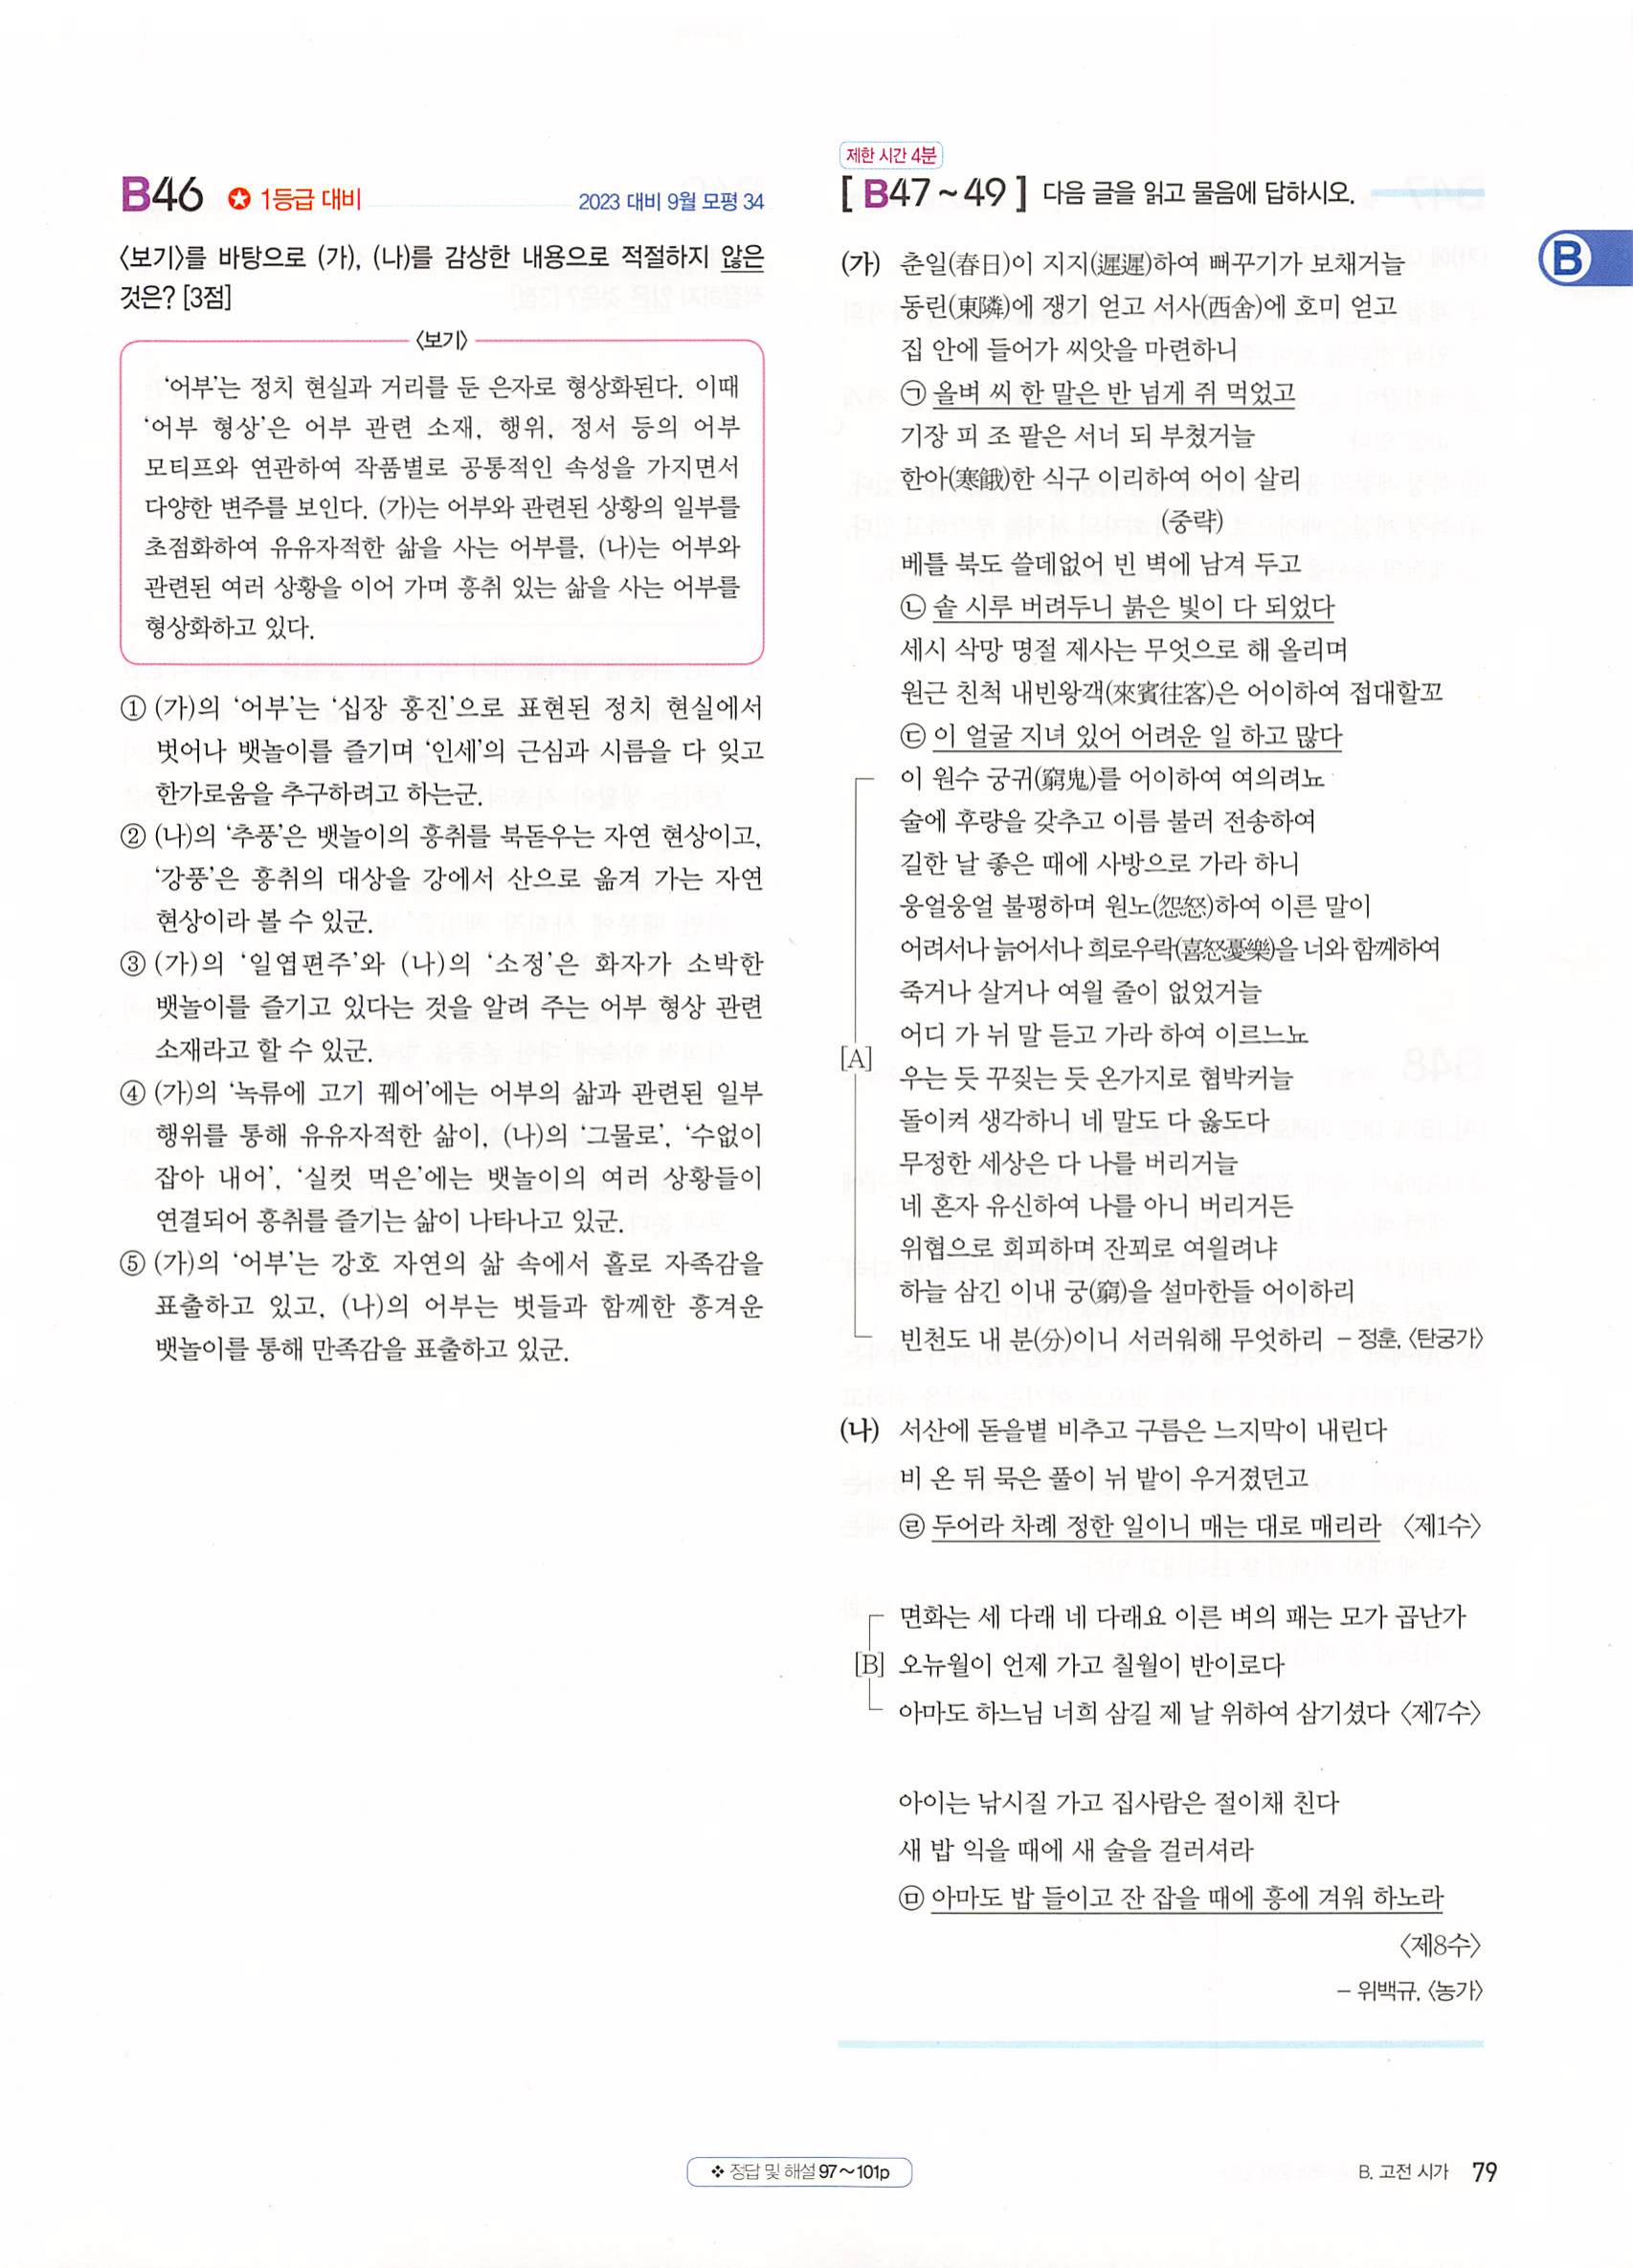 B46 ✪ 1등급 대비 2023 대비 9월 모평 34
<보기>를 바탕으로 (가), (나)를 감상한 내용으로 적절하지 않은
것은? [3점]
<보기>
'어부'는 정치 현실과 거리를 둔 은자로 형상화된다. 이때
'어부 형상'은 어부 관련 소재, 행위, 정서 등의 어부
모티프와 연관하여 작품별로 공통적인 속성을 가지면서
다양한 변주를 보인다. (가)는 어부와 관련된 상황의 일부를
초점화하여 유유자적한 삶을 사는 어부를, (나)는 어부와
관련된 여러 상황을 이어 가며 흥취 있는 삶을 사는 어부를
형상화하고 있다.
① (가)의 '어부'는 '십장 홍진'으로 표현된 정치 현실에서
벗어나 뱃놀이를 즐기며 '인세'의 근심과 시름을 다 잊고
한가로움을 추구하려고 하는군.
② (나)의 '추풍'은 뱃놀이의 흥취를 북돋우는 자연 현상이고,
'강풍'은 흥취의 대상을 강에서 산으로 옮겨 가는 자연
현상이라 볼 수 있군.
③ (가)의 '일엽편주'와 (나)의 '소정'은 화자가 소박한
뱃놀이를 즐기고 있다는 것을 알려 주는 어부 형상 관련
소재라고 할 수 있군.
④ (가)의 '녹류에 고기 꿰어'에는 어부의 삶과 관련된 일부
행위를 통해 유유자적한 삶이, (나)의 '그물로', '수없이
잡아 내어', '실컷 먹은'에는 뱃놀이의 여러 상황들이
연결되어 흥취를 즐기는 삶이 나타나고 있군.
⑤ (가)의 '어부'는 강호 자연의 삶 속에서 홀로 자족감을
표출하고 있고, (나)의 어부는 벗들과 함께한 흥겨운
뱃놀이를 통해 만족감을 표출하고 있군.
제한 시간 4분
[ B47 ~ 49 ] 다음 글을 읽고 물음에 답하시오.
B
(가) 춘일(春日)이 지지(遲遲)하여 뻐꾸기가 보채거늘
동린(東隣)에 쟁기 얻고 서사(西舍)에 호미 얻고
집 안에 들어가 씨앗을 마련하니
㉠ 올벼 씨 한 말은 반 넘게 쥐 먹었고
기장 피 조 팥은 서너 되 부쳤거늘
한아(寒餓)한 식구 이리하여 어이 살리
(중략)
베틀 북도 쓸데없어 빈 벽에 남겨 두고
㉡ 솥 시루 버려두니 붉은 빛이 다 되었다
세시 삭망 명절 제사는 무엇으로 해 올리며
원근 친척 내빈왕객(來賓往客)은 어이하여 접대할꼬
㉢ 이 얼굴 지녀 있어 어려운 일 하고 많다
이 원수 궁귀(窮鬼)를 어이하여 여의려뇨
술에 후량을 갖추고 이름 불러 전송하여
길한 날 좋은 때에 사방으로 가라 하니
웅얼웅얼 불평하며 원노(怨怒)하여 이른 말이
어려서나 늙어서나 희로우락(喜怒憂樂)을 너와 함께하여
죽거나 살거나 여읠 줄이 없었거늘
어디 가 뉘 말 듣고 가라 하여 이르느뇨
[A]
우는 듯 꾸짖는 듯 온가지로 협박커늘
돌이켜 생각하니 네 말도 다 옳도다
무정한 세상은 다 나를 버리거늘
네 혼자 유신하여 나를 아니 버리거든
위협으로 회피하며 잔꾀로 여읠려냐
하늘 삼긴 이내 궁(窮)을 설마한들 어이하리
빈천도 내 분(分)이니 서러워해 무엇하리 – 정훈, <탄궁가>
(나) 서산에 돋을볕 비추고 구름은 느지막이 내린다
비 온 뒤 묵은 풀이 뉘 밭이 우거졌던고
㉣ 두어라 차례 정한 일이니 매는 대로 매리라 <제1수>
면화는 세 다래 네 다래요 이른 벼의 패는 모가 곱난가
[B] 오뉴월이 언제 가고 칠월이 반이로다
아마도 하느님 너희 삼길 제 날 위하여 삼기셨다 <제7수>
아이는 낚시질 가고 집사람은 절이채 친다
새 밥 익을 때에 새 술을 걸러셔라
㉤ 아마도 밥 들이고 잔 잡을 때에 흥에 겨워 하노라
<제8수>
– 위백규, <농가>
❖ 정답 및 해설 97~101p
B. 고전 시가 79